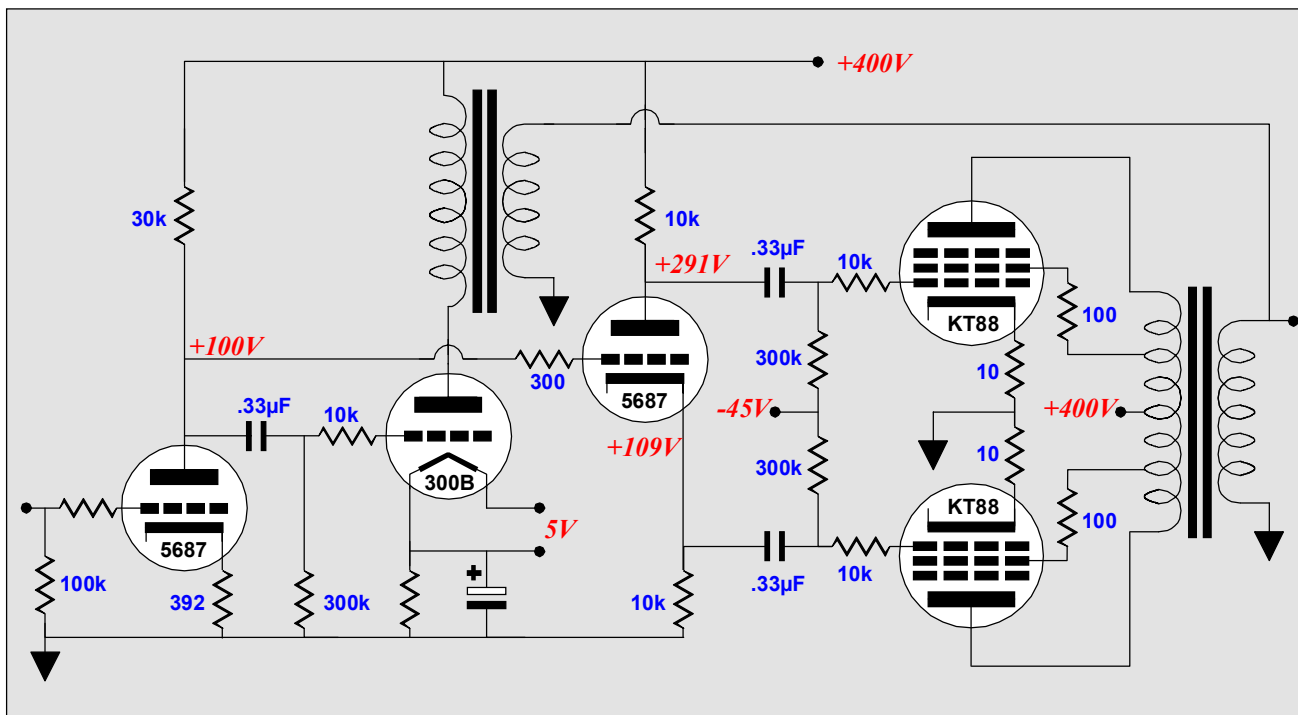 +400V
30k
10k
.33µF
+291V
10k
KT88
100
+100V
300
5687
300k
10
.33µF
10k
-45V
+400V
+109V
300k
10
300B
KT88
100
5687
5V
100k
392
300k
+
10k
.33µF
10k